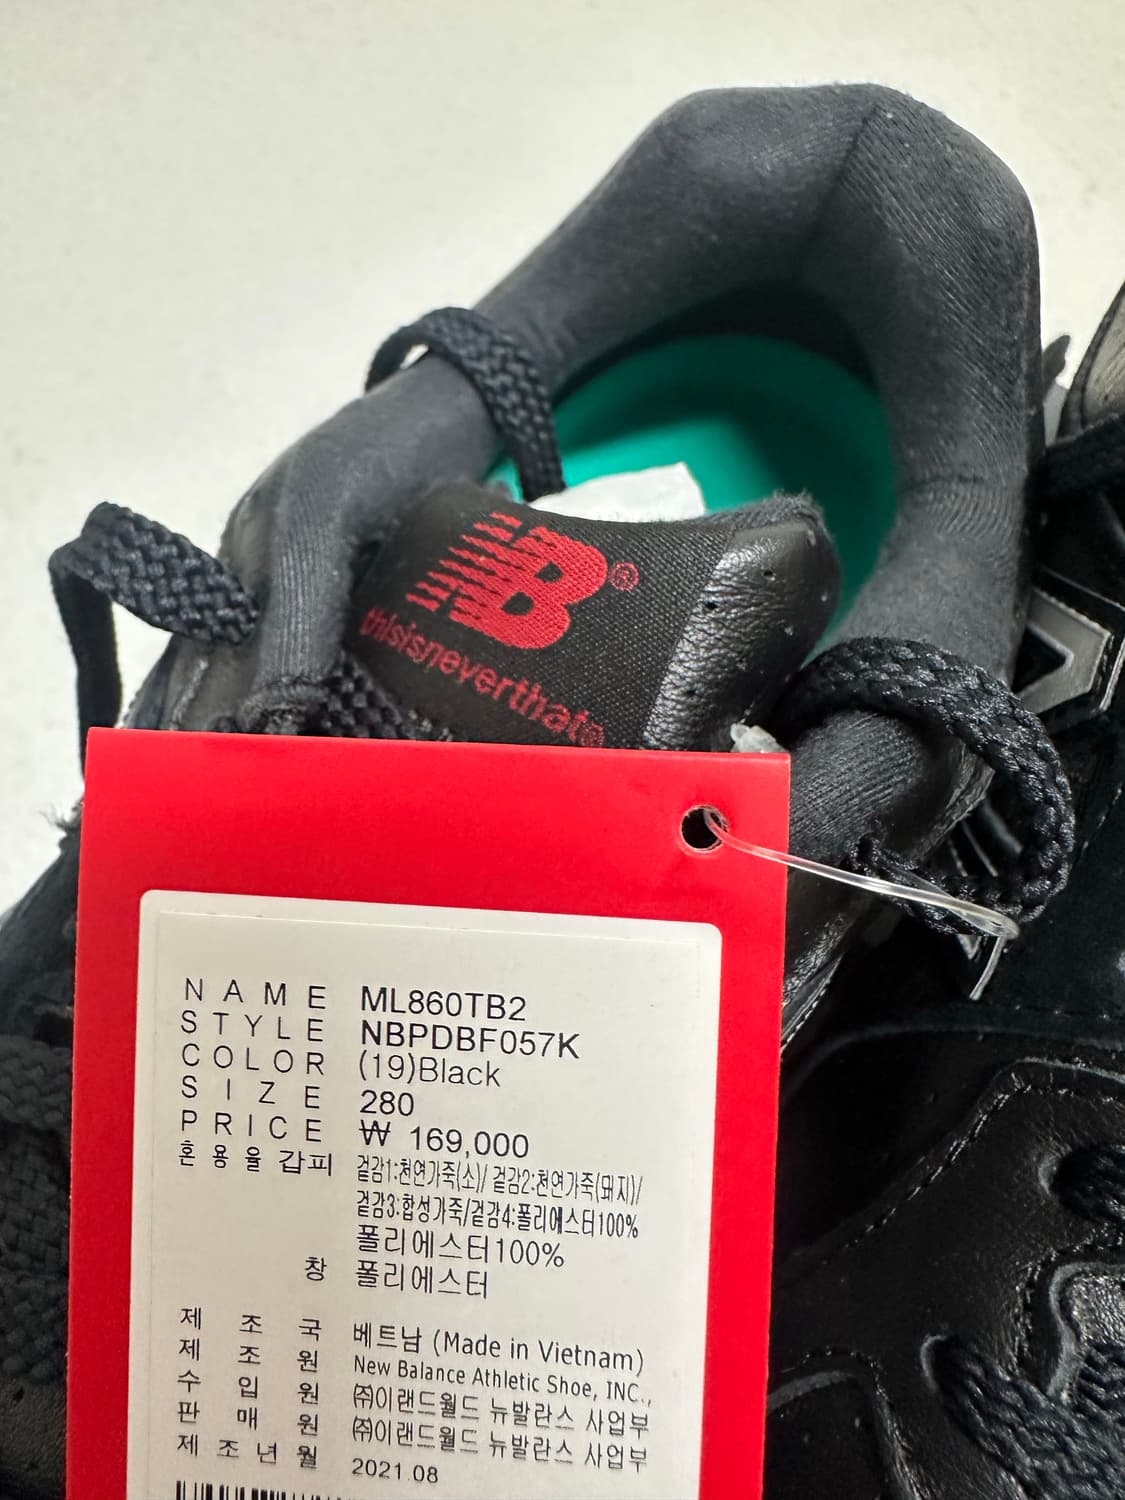 NB®
thisisneverthat®
NAME ML860TB2
STYLE NBPDBF057K
COLOR (19)Black
SIZE 280
PRICE ₩ 169,000
혼용율 갑피 겉감1:천연가죽(소)/ 겉감2:천연가죽(돼지)/
겉감3:합성가죽/겉감4:폴리에스터100%
폴리에스터100%
창 폴리에스터
제조국 베트남 (Made in Vietnam)
제조원 New Balance Athletic Shoe, INC.,
수입원 ㈜이랜드월드 뉴발란스 사업부
판매원 ㈜이랜드월드 뉴발란스 사업부
제조년월 2021.08